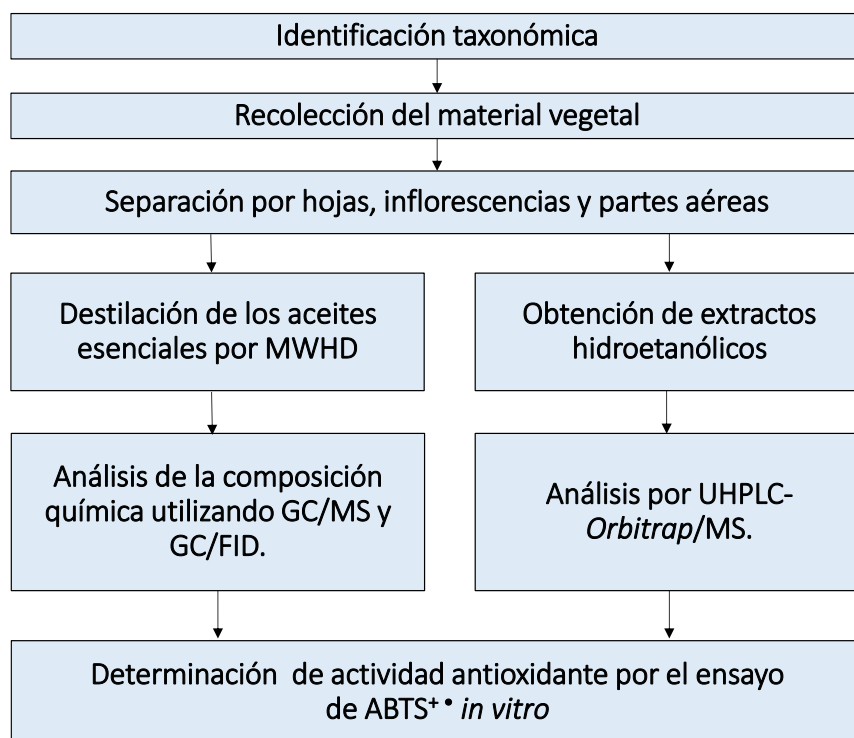 Identificación taxonómica
Recolección del material vegetal
Separación por hojas, inflorescencias y partes aéreas
Destilación de los aceites
esenciales por MWHD
Obtención de extractos
hidroetanólicos
Análisis de la composición
química utilizando GC/MS y
GC/FID.
Análisis por UHPLC-
Orbitrap/MS.
Determinación de actividad antioxidante por el ensayo
de ABTS⁺• in vitro